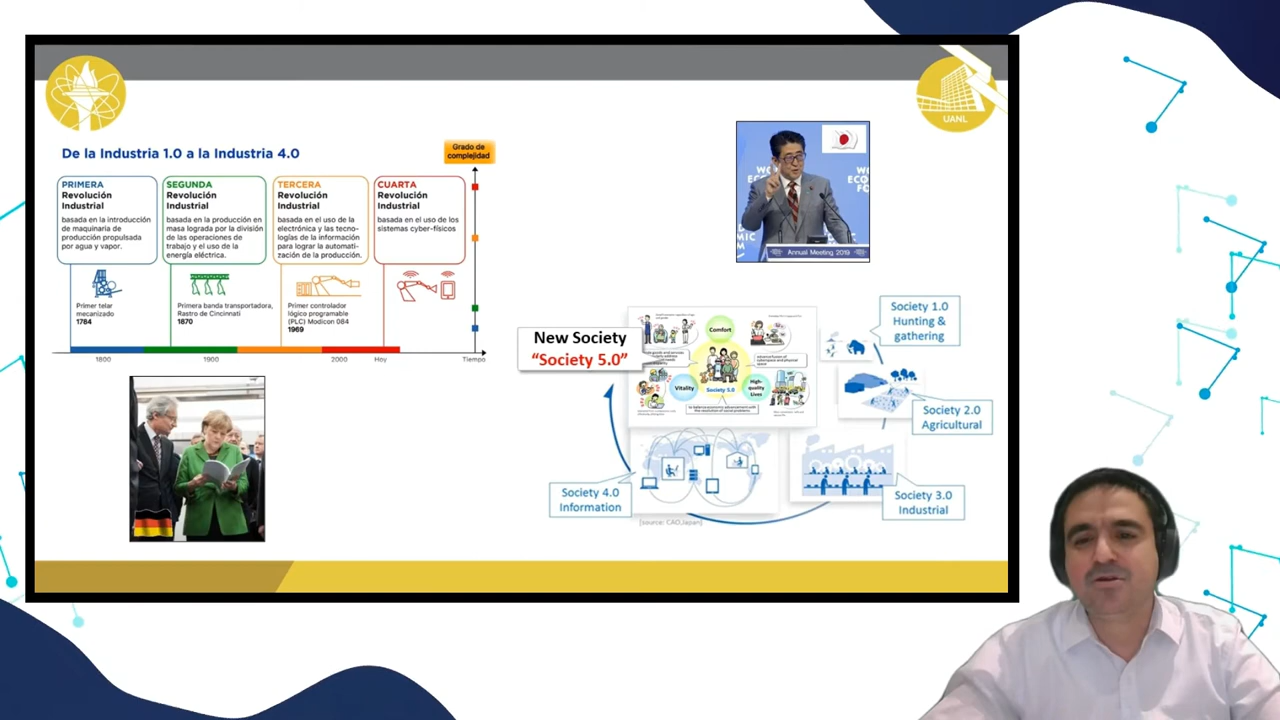 UANL
De la Industria 1.0 a la Industria 4.0
Grado de
complejidad
PRIMERA
Revolución
Industrial
basada en la introducción
de maquinaria de
producción propulsada
por agua y vapor.
SEGUNDA
Revolución
Industrial
basada en la producción en
masa lograda por la división
de las operaciones de
trabajo y el uso de la
energía eléctrica.
TERCERA
Revolución
Industrial
basada en el uso de la
electrónica y las tecno-
logías de la información
para lograr la automati-
zación de la producción.
CUARTA
Revolución
Industrial
basada en el uso de los
sistemas cyber-físicos
Primer telar
mecanizado
1784
Primera banda transportadora,
Rastro de Cincinnati
1870
Primer controlador
lógico programable
(PLC) Modicon 084
1969
1800
1900
2000
Hoy
Tiempo
Annual Meeting 2019
New Society
“Society 5.0”
Comfort
Vitality
Society 5.0
High-
quality
Lives
Society 1.0
Hunting &
gathering
Society 2.0
Agricultural
Society 3.0
Industrial
Society 4.0
Information
[source: CAO,Japan]